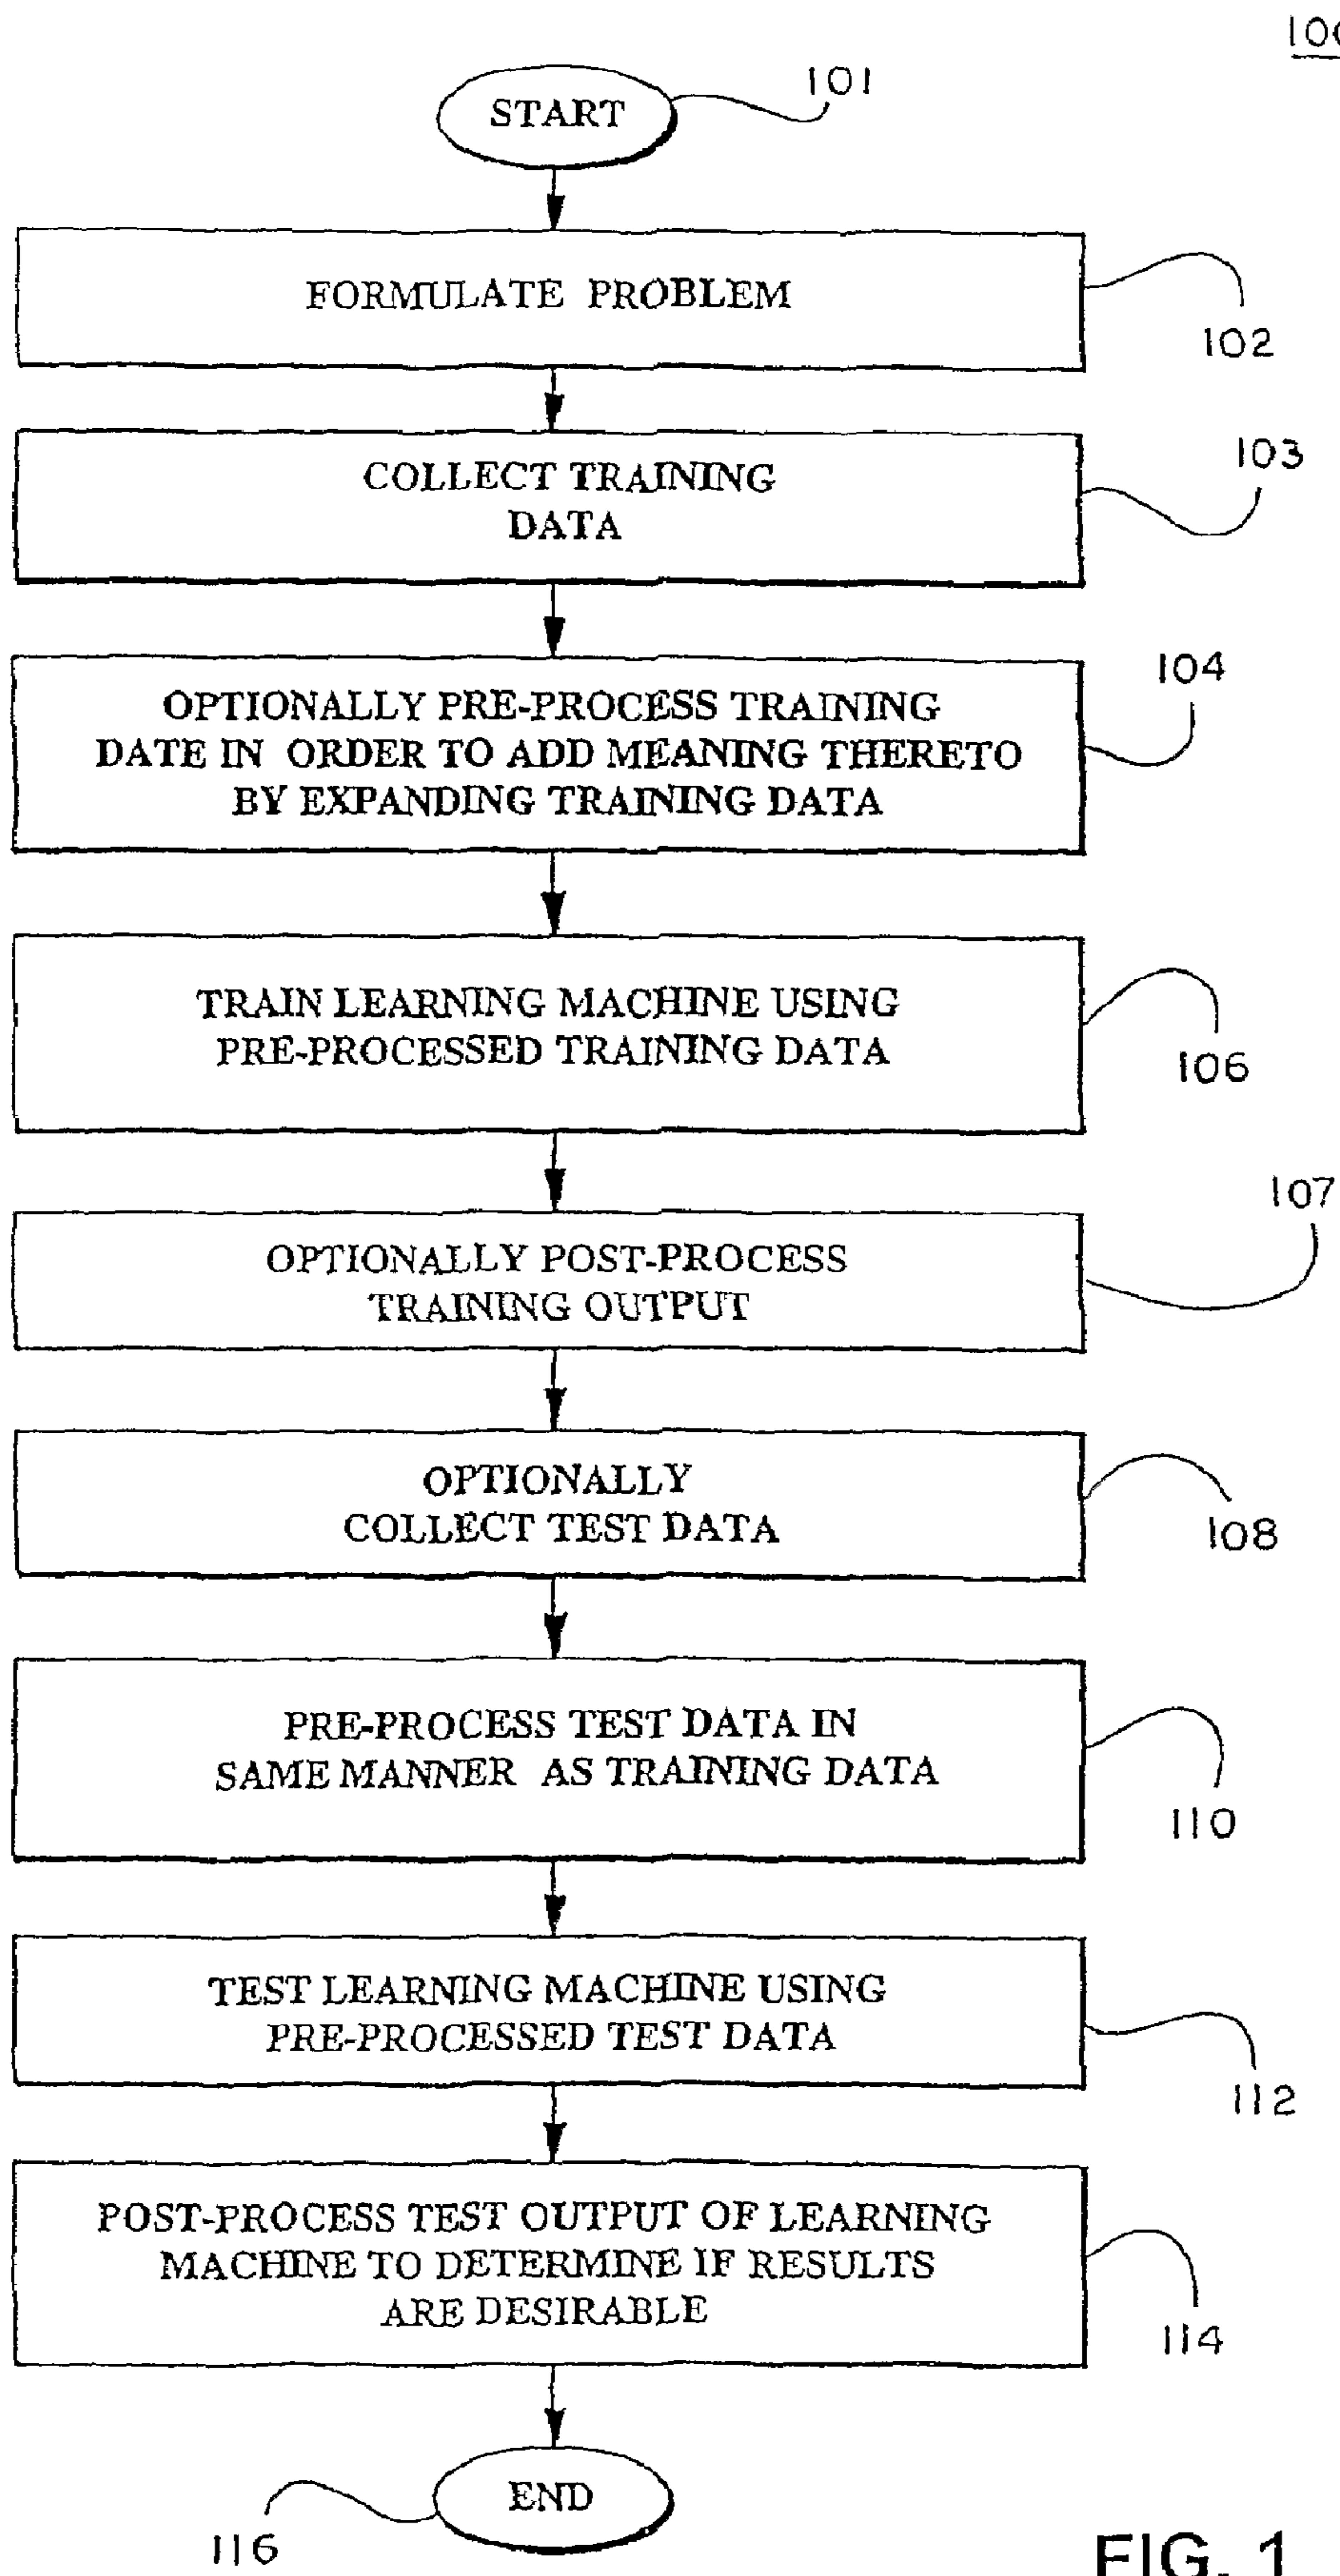 100
START
101
FORMULATE PROBLEM
102
COLLECT TRAINING
DATA
103
OPTIONALLY PRE-PROCESS TRAINING
DATE IN ORDER TO ADD MEANING THERETO
BY EXPANDING TRAINING DATA
104
TRAIN LEARNING MACHINE USING
PRE-PROCESSED TRAINING DATA
106
OPTIONALLY POST-PROCESS
TRAINING OUTPUT
107
OPTIONALLY
COLLECT TEST DATA
108
PRE-PROCESS TEST DATA IN
SAME MANNER AS TRAINING DATA
110
TEST LEARNING MACHINE USING
PRE-PROCESSED TEST DATA
112
POST-PROCESS TEST OUTPUT OF LEARNING
MACHINE TO DETERMINE IF RESULTS
ARE DESIRABLE
114
END
116
FIG. 1